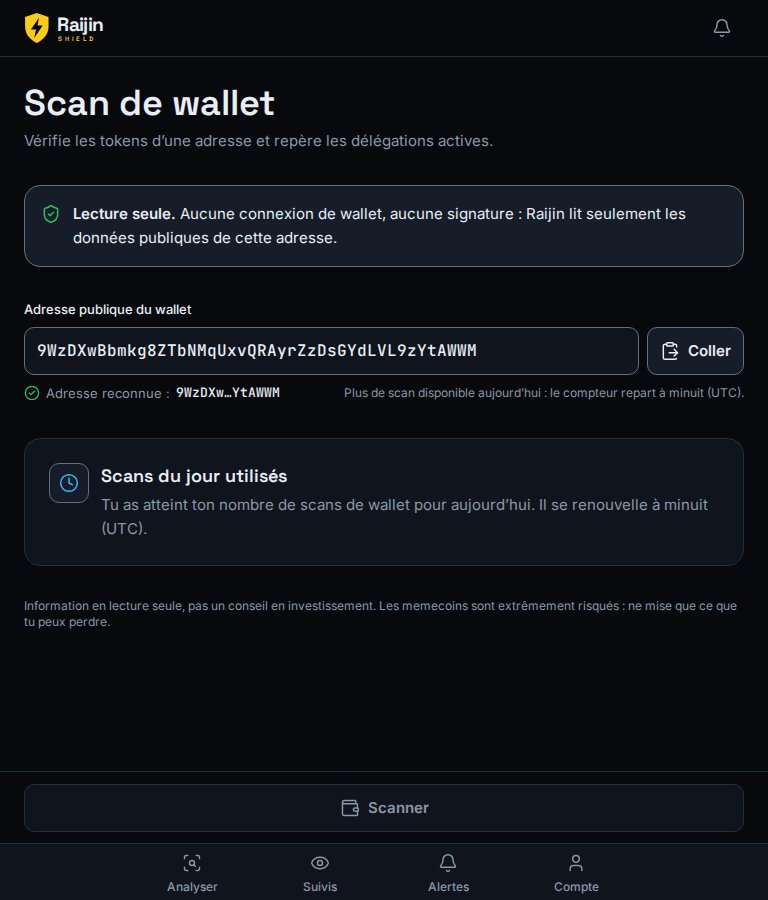 Raijin
SHIELD
Scan de wallet
Vérifie les tokens d’une adresse et repère les délégations actives.
Lecture seule. Aucune connexion de wallet, aucune signature : Raijin lit seulement les
données publiques de cette adresse.
Adresse publique du wallet
9WzDXwBbmkg8ZTbNMqUxvQRAyrZzDsGYdLVL9zYtAWWM
Coller
Adresse reconnue : 9WzDXw…YtAWWM
Plus de scan disponible aujourd’hui : le compteur repart à minuit (UTC).
Scans du jour utilisés
Tu as atteint ton nombre de scans de wallet pour aujourd’hui. Il se renouvelle à minuit
(UTC).
Information en lecture seule, pas un conseil en investissement. Les memecoins sont extrêmement risqués : ne mise que ce que
tu peux perdre.
Scanner
Analyser
Suivis
Alertes
Compte